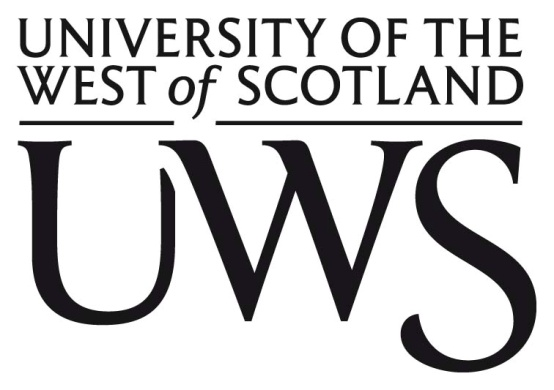 UNIVERSITY OF THE
WEST of SCOTLAND
UWS